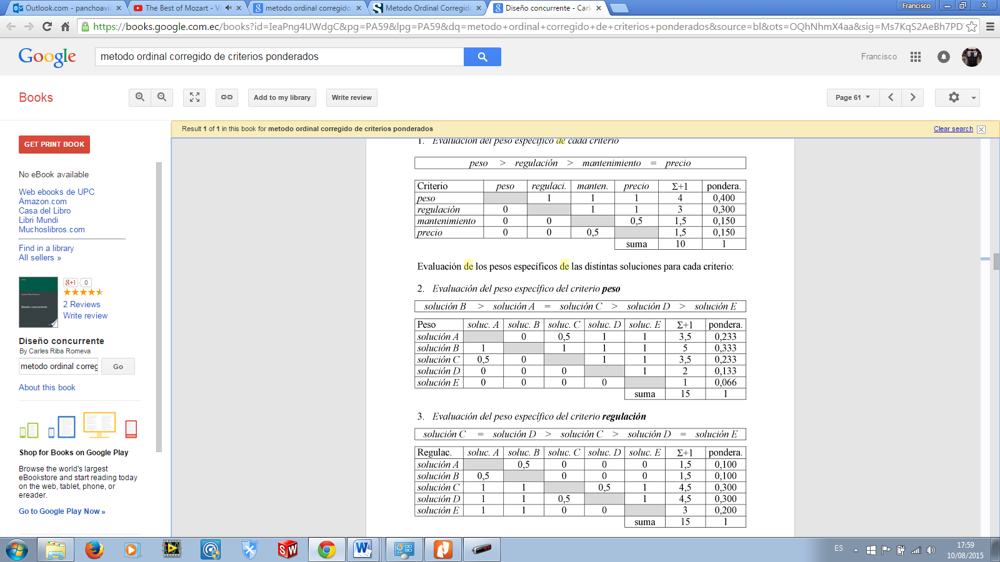 Outlook.com - panchoavit
The Best of Mozart - Vi
metodo ordinal corregido
Metodo Ordinal Corregido
Diseño concurrente - Carl
Francisco
https://books.google.com.ec/books?id=IeaPng4UWdgC&pg=PA59&lpg=PA59&dq=metodo+ordinal+corregido+de+criterios+ponderados&source=bl&ots=OQhNhmX4aa&sig=Ms7KqS2AeBh7PD
Google
metodo ordinal corregido de criterios ponderados
Francisco
Books
Add to my library
Write review
Page 61
Result 1 of 1 in this book for metodo ordinal corregido de criterios ponderados
Clear search
GET PRINT BOOK
No eBook available
Web ebooks de UPC
Amazon.com
Casa del Libro
Libri Mundi
Muchoslibros.com
Find in a library
All sellers »
g+1 0
2 Reviews
Write review
Carles Riba Romeva
Diseño concurrente
Diseño concurrente
By Carles Riba Romeva
metodo ordinal correg
Go
About this book
Shop for Books on Google Play
Browse the world's largest
eBookstore and start reading today
on the web, tablet, phone, or
ereader.
Go to Google Play Now »
1. Evaluación del peso específico de cada criterio
peso > regulación > mantenimiento = precio
Criterio peso regulaci. manten. precio Σ+1 pondera.
peso 1 1 1 4 0,400
regulación 0 1 1 3 0,300
mantenimiento 0 0 0,5 1,5 0,150
precio 0 0 0,5 1,5 0,150
suma 10 1
Evaluación de los pesos específicos de las distintas soluciones para cada criterio:
2. Evaluación del peso específico del criterio peso
solución B > solución A = solución C > solución D > solución E
Peso soluc. A soluc. B soluc. C soluc. D soluc. E Σ+1 pondera.
solución A 0 0,5 1 1 3,5 0,233
solución B 1 1 1 1 5 0,333
solución C 0,5 0 1 1 3,5 0,233
solución D 0 0 0 1 2 0,133
solución E 0 0 0 0 1 0,066
suma 15 1
3. Evaluación del peso específico del criterio regulación
solución C = solución D > solución C > solución D = solución E
Regulac. soluc. A soluc. B soluc. C soluc. D soluc. E Σ+1 pondera.
solución A 0,5 0 0 0 1,5 0,100
solución B 0,5 0 0 0 1,5 0,100
solución C 1 1 0,5 1 4,5 0,300
solución D 1 1 0,5 1 4,5 0,300
solución E 1 1 0 0 3 0,200
suma 15 1
SW
W
ES
17:59
10/08/2015